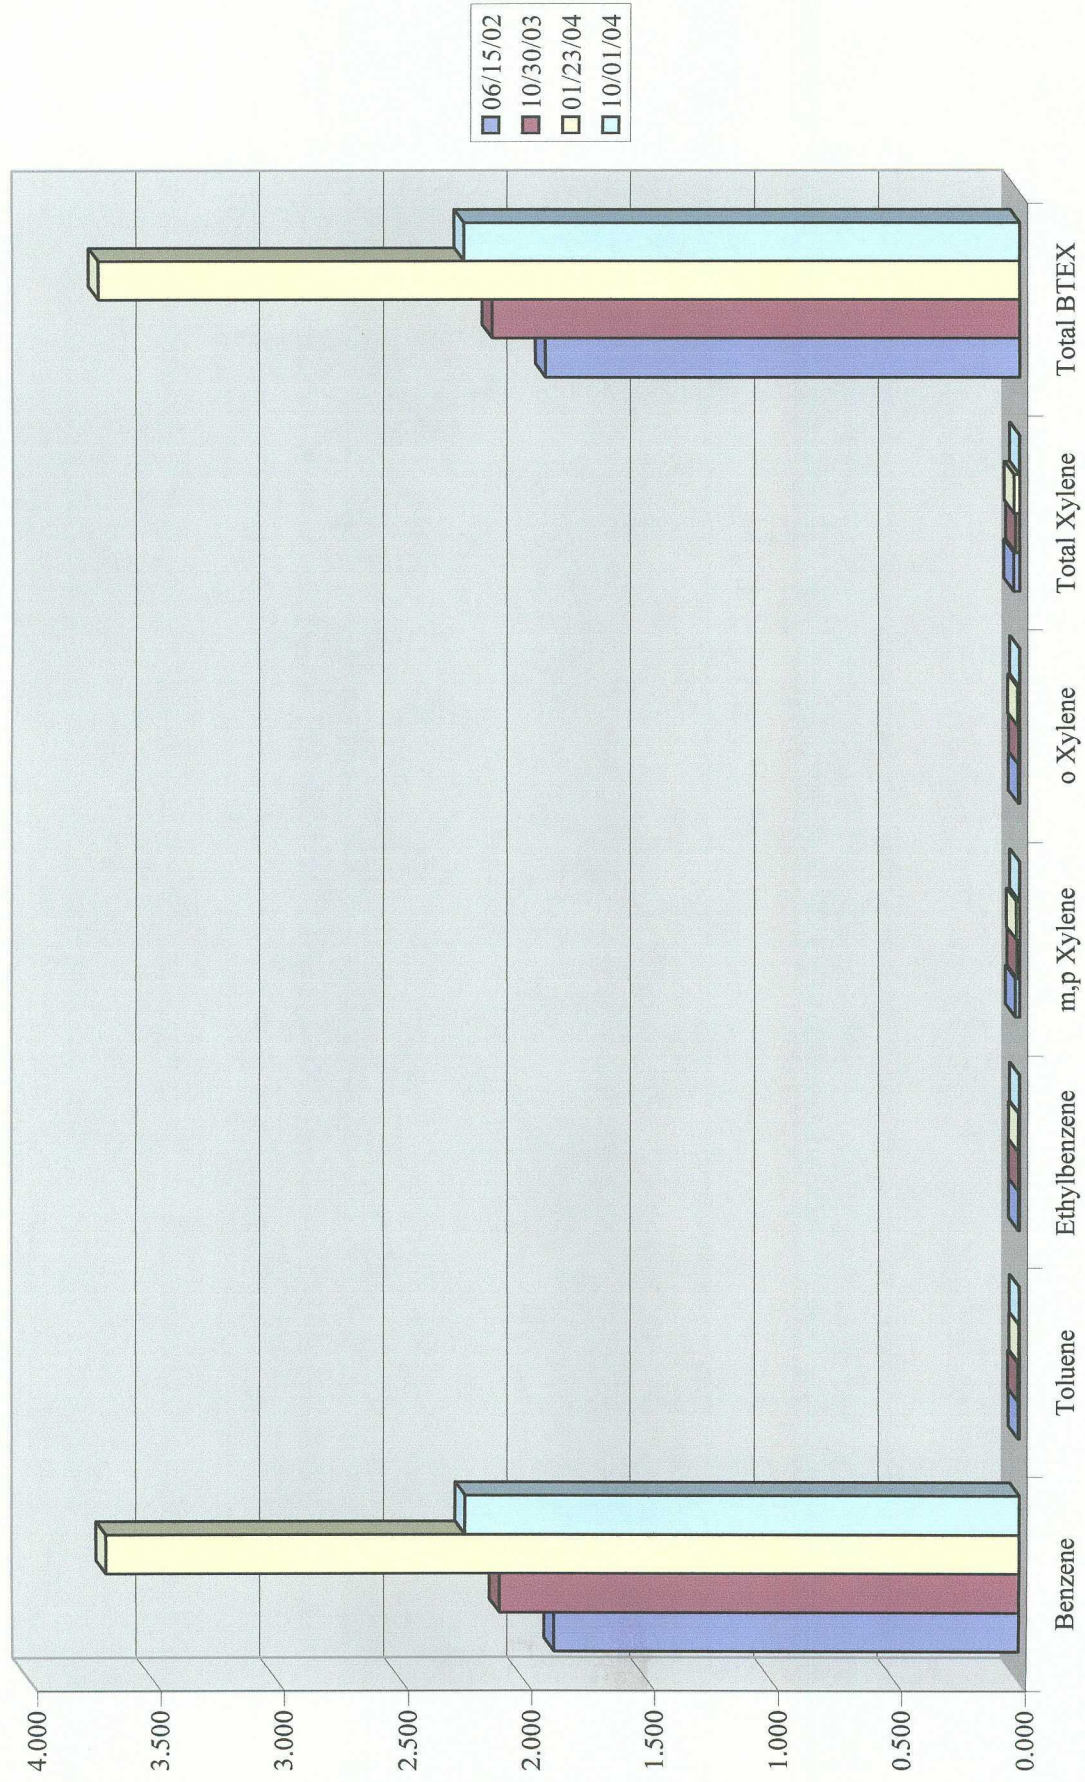 4.000
3.500
3.000
2.500
2.000
1.500
1.000
0.500
0.000
Benzene
Toluene
Ethylbenzene
m,p Xylene
o Xylene
Total Xylene
Total BTEX
06/15/02
10/30/03
01/23/04
10/01/04